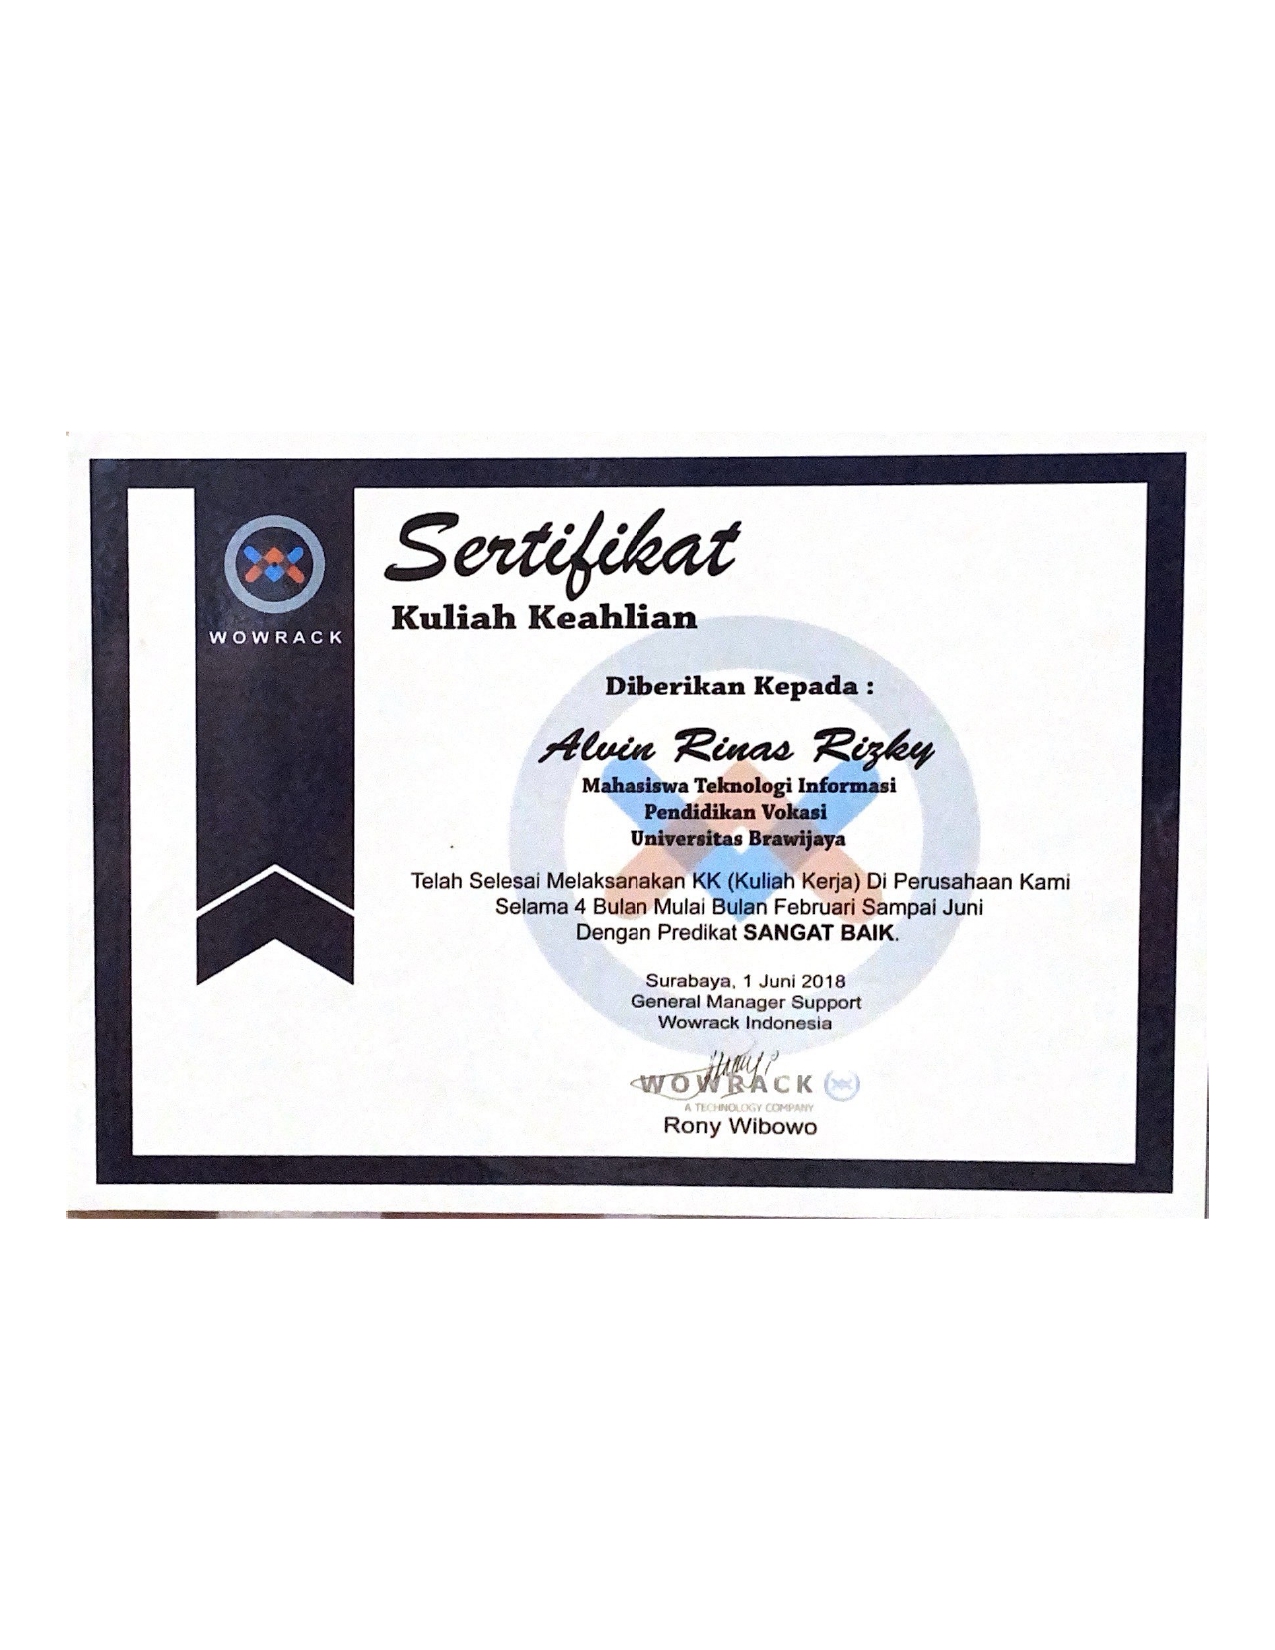 WOWRACK
Sertifikat
Kuliah Keahlian
Diberikan Kepada :
Alvin Rinas Rizky
Mahasiswa Teknologi Informasi
Pendidikan Vokasi
Universitas Brawijaya
Telah Selesai Melaksanakan KK (Kuliah Kerja) Di Perusahaan Kami
Selama 4 Bulan Mulai Bulan Februari Sampai Juni
Dengan Predikat SANGAT BAIK.
Surabaya, 1 Juni 2018
General Manager Support
Wowrack Indonesia
WOWRACK
A TECHNOLOGY COMPANY
Rony Wibowo